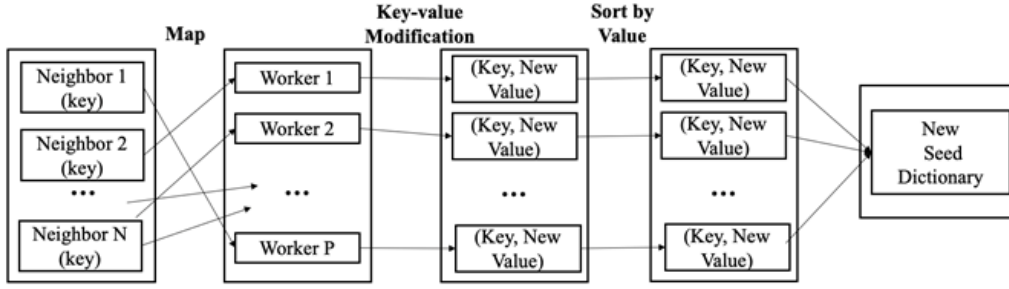 Map
Key-value
Modification
Sort by
Value
Neighbor 1
(key)
Neighbor 2
(key)
...
Neighbor N
(key)
Worker 1
Worker 2
...
Worker P
(Key, New
Value)
(Key, New
Value)
...
(Key, New
Value)
(Key, New
Value)
(Key, New
Value)
...
(Key, New
Value)
New
Seed
Dictionary